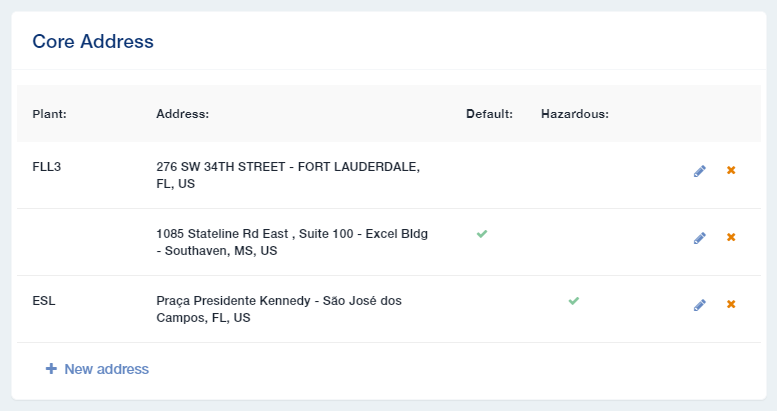 Core Address
Plant: Address: Default: Hazardous:
FLL3 276 SW 34TH STREET - FORT LAUDERDALE,
FL, US
1085 Stateline Rd East , Suite 100 - Excel Bldg
- Southaven, MS, US
ESL Praça Presidente Kennedy - São José dos
Campos, FL, US
New address